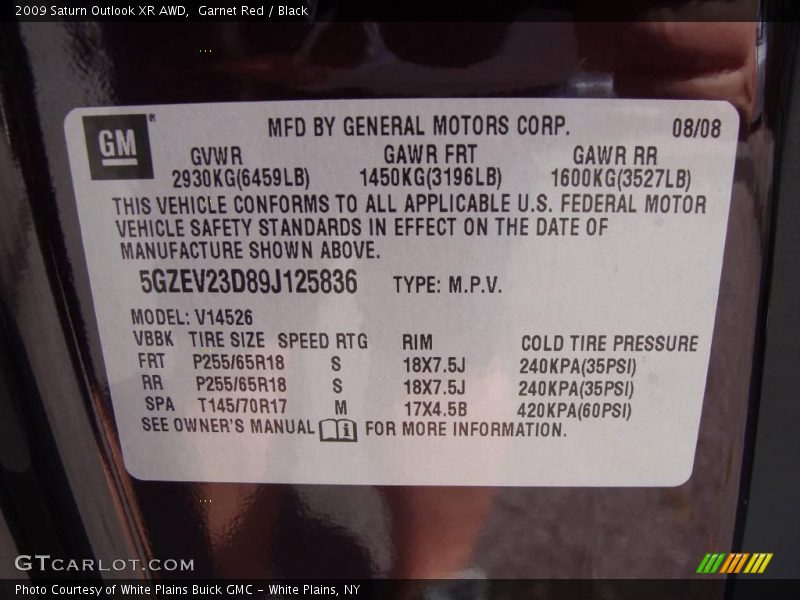 2009 Saturn Outlook XR AWD,  Garnet Red / Black
GM®
MFD BY GENERAL MOTORS CORP. 08/08
GVWR GAWR FRT GAWR RR
2930KG(6459LB) 1450KG(3196LB) 1600KG(3527LB)
THIS VEHICLE CONFORMS TO ALL APPLICABLE U.S. FEDERAL MOTOR
VEHICLE SAFETY STANDARDS IN EFFECT ON THE DATE OF
MANUFACTURE SHOWN ABOVE.
5GZEV23D89J125836 TYPE: M.P.V.
MODEL: V14526
VBBK TIRE SIZE SPEED RTG RIM COLD TIRE PRESSURE
FRT P255/65R18 S 18X7.5J 240KPA(35PSI)
RR P255/65R18 S 18X7.5J 240KPA(35PSI)
SPA T145/70R17 M 17X4.5B 420KPA(60PSI)
SEE OWNER'S MANUAL i FOR MORE INFORMATION.
GTCARLOT.COM
Photo Courtesy of White Plains Buick GMC - White Plains, NY